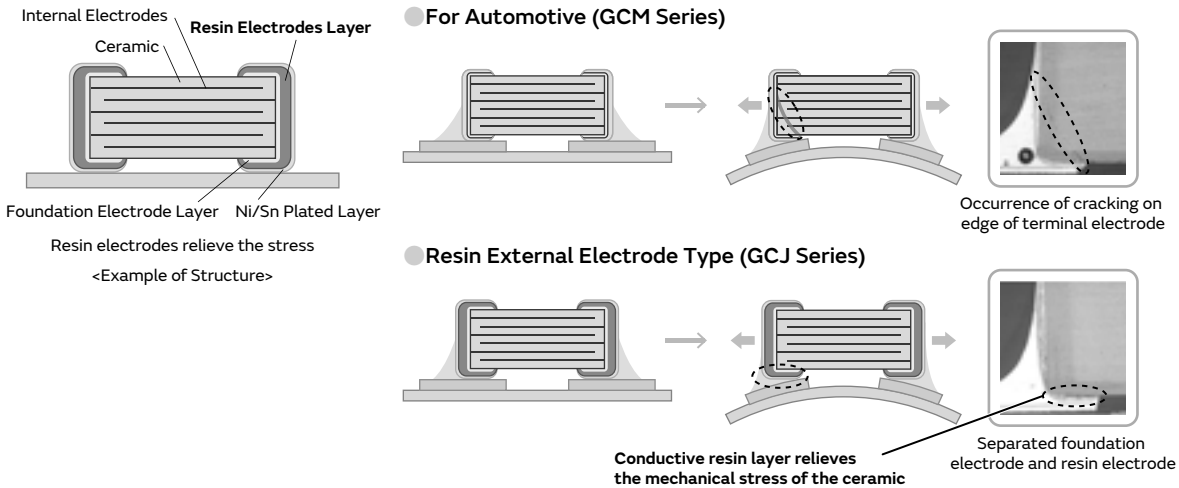 Internal Electrodes
Resin Electrodes Layer
Ceramic
Foundation Electrode Layer
Ni/Sn Plated Layer
Resin electrodes relieve the stress
<Example of Structure>
For Automotive (GCM Series)
Occurrence of cracking on
edge of terminal electrode
Resin External Electrode Type (GCJ Series)
Conductive resin layer relieves
the mechanical stress of the ceramic
Separated foundation
electrode and resin electrode